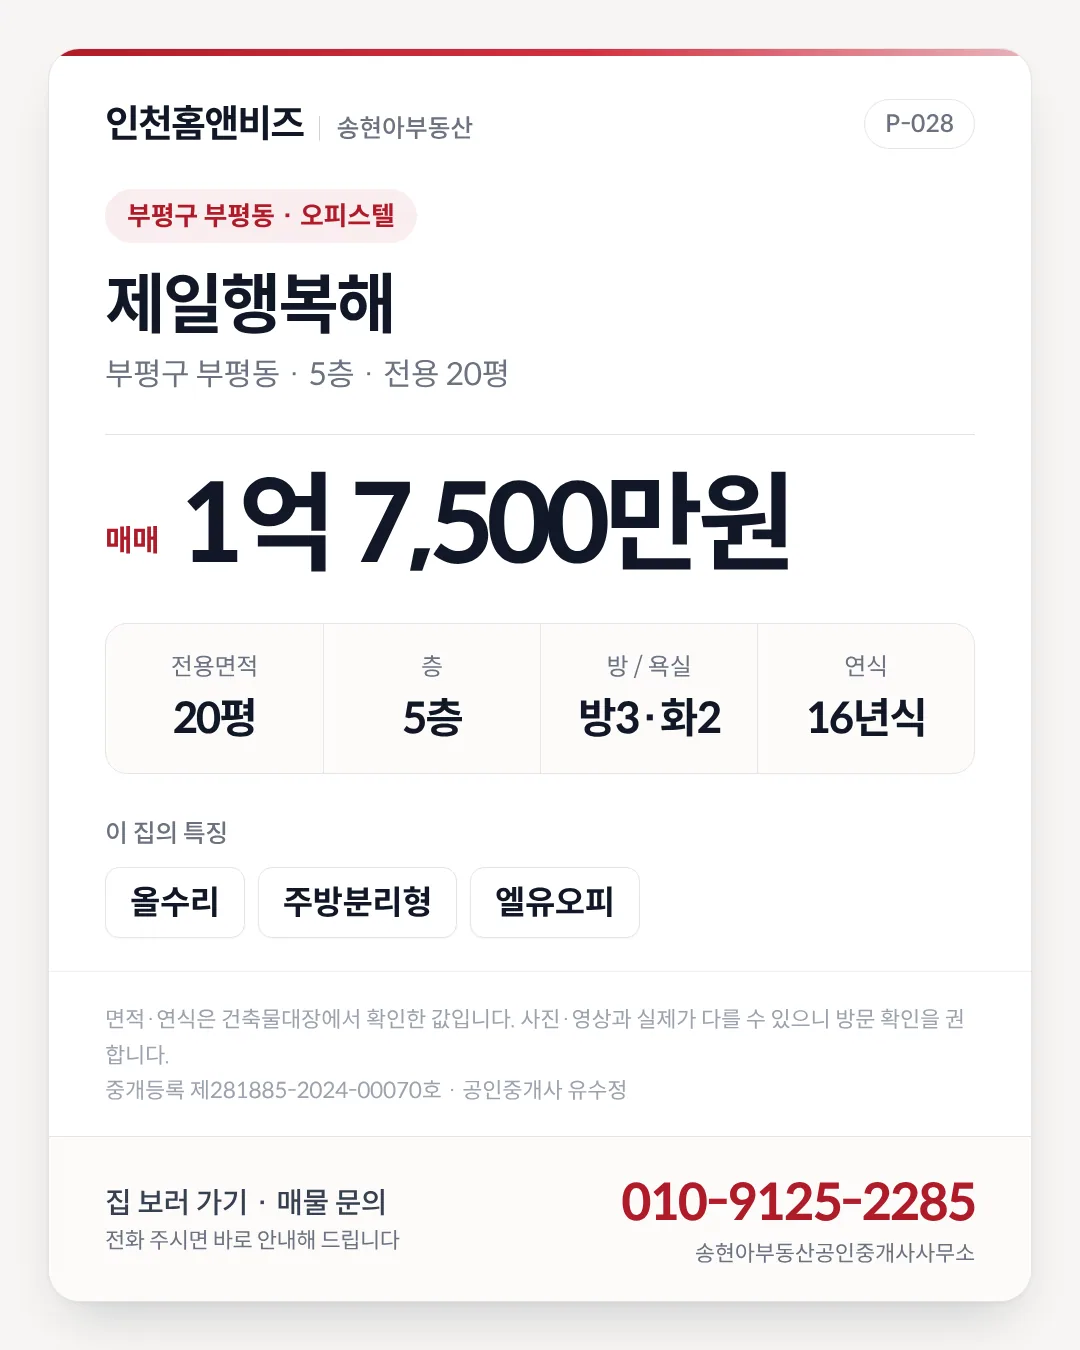 인천홈앤비즈 | 송현아부동산
P-028
부평구 부평동 · 오피스텔
제일행복해
부평구 부평동 · 5층 · 전용 20평
매매 1억 7,500만원
전용면적 층 방 / 욕실 연식
20평 5층 방3·화2 16년식
이 집의 특징
올수리 주방분리형 엘유오피
면적·연식은 건축물대장에서 확인한 값입니다. 사진·영상과 실제가 다를 수 있으니 방문 확인을 권
합니다.
중개등록 제281885-2024-00070호 · 공인중개사 유수정
집 보러 가기 · 매물 문의
전화 주시면 바로 안내해 드립니다
010-9125-2285
송현아부동산공인중개사사무소